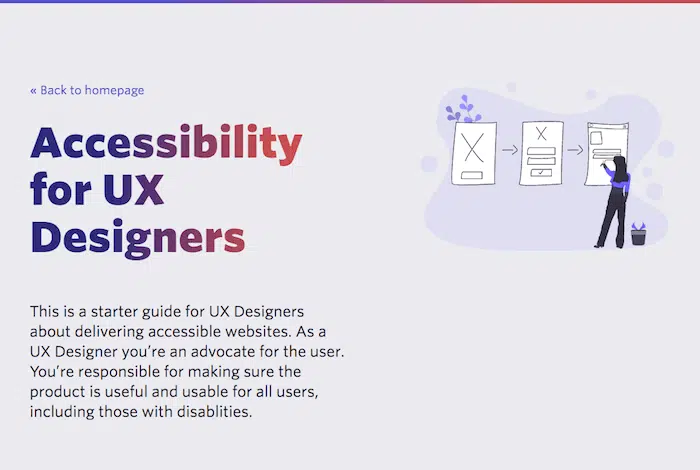 « Back to homepage
Accessibility
for UX
Designers
This is a starter guide for UX Designers
about delivering accessible websites. As a
UX Designer you’re an advocate for the user.
You’re responsible for making sure the
product is useful and usable for all users,
including those with disablities.